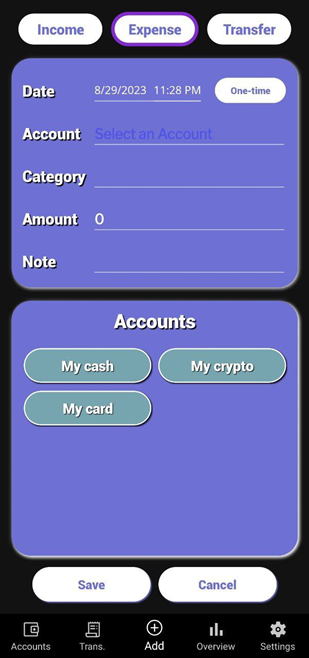 Income Expense Transfer
Date 8/29/2023 11:28 PM One-time
Account Select an Account
Category
Amount 0
Note
Accounts
My cash My crypto
My card
Save Cancel
Accounts Trans. Add Overview Settings